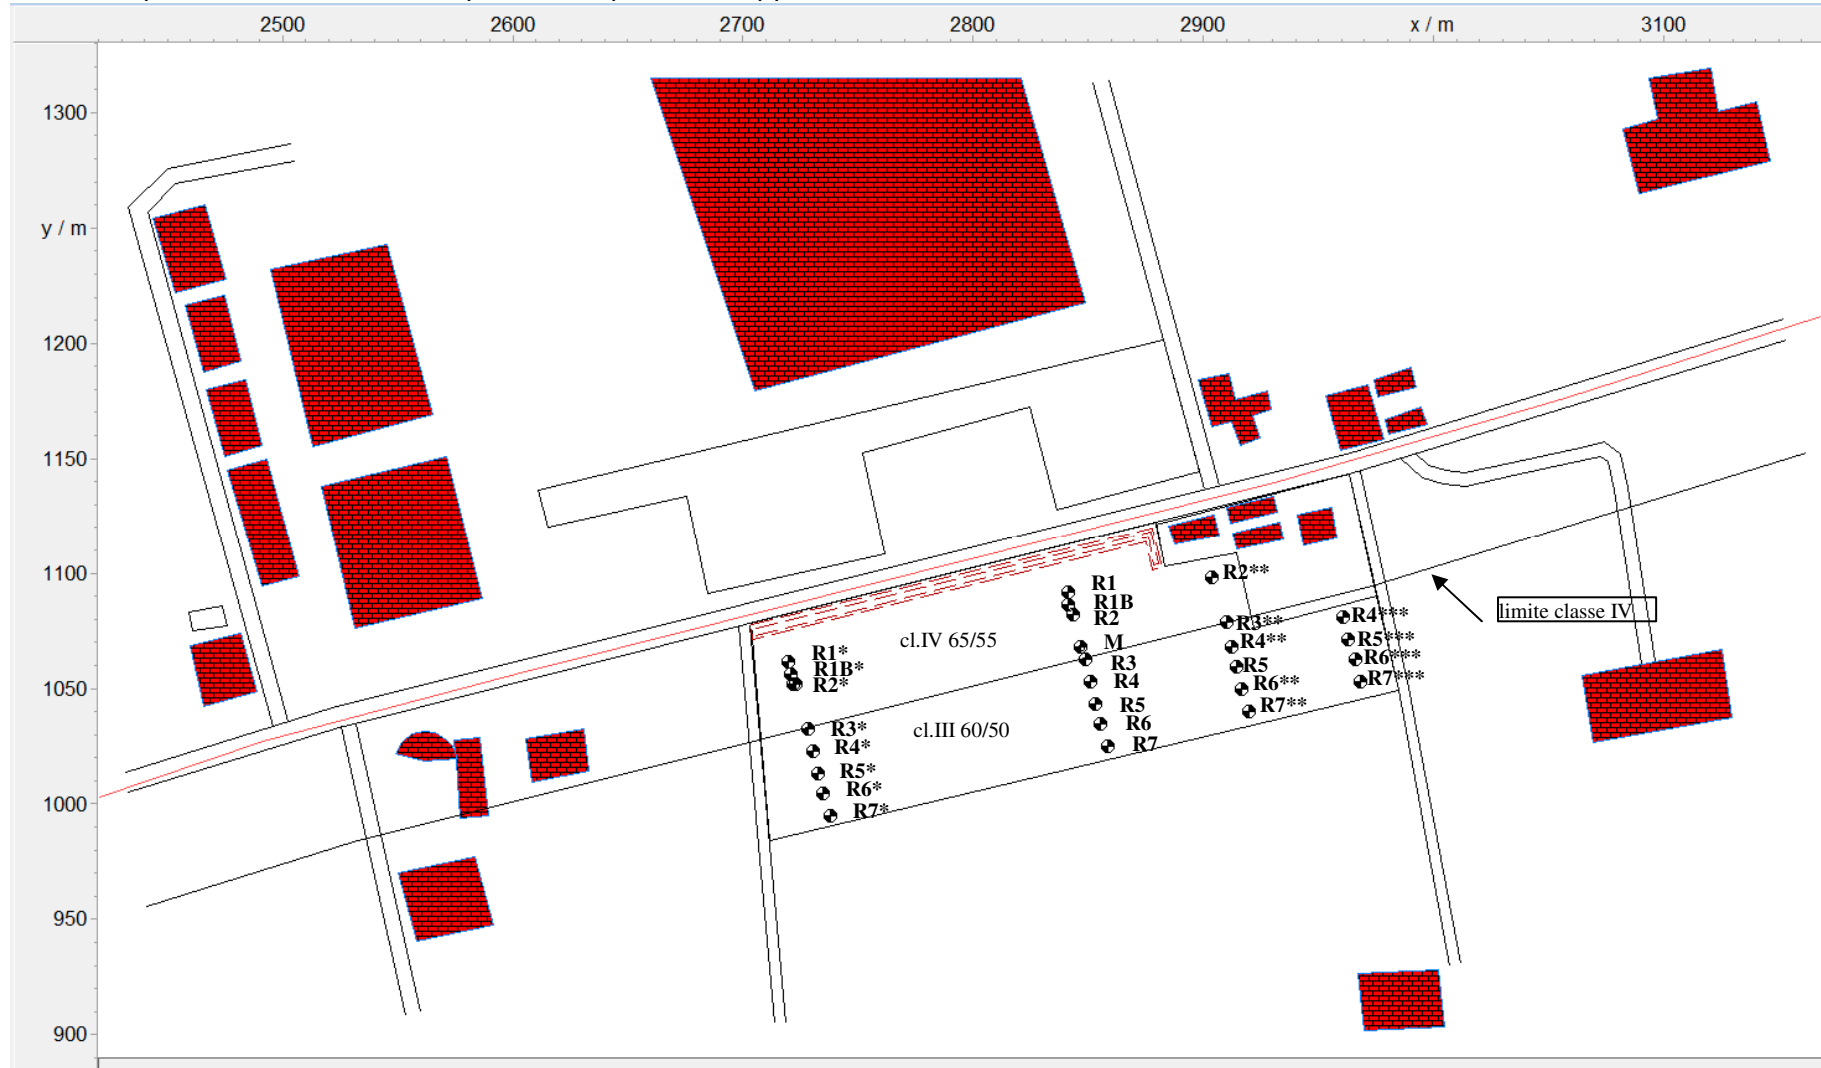 2500 2600 2700 2800 2900 x / m 3100
1300
y / m
1200
1150
1100
1050
1000
950
900
R1
R1B
R2
M
R3
R4
R5
R6
R7
R1*
R1B*
R2*
R3*
R4*
R5*
R6*
R7*
R2**
R3**
R4**
R5
R6**
R7**
R4***
R5***
R6***
R7***
cl.IV 65/55
cl.III 60/50
limite classe IV